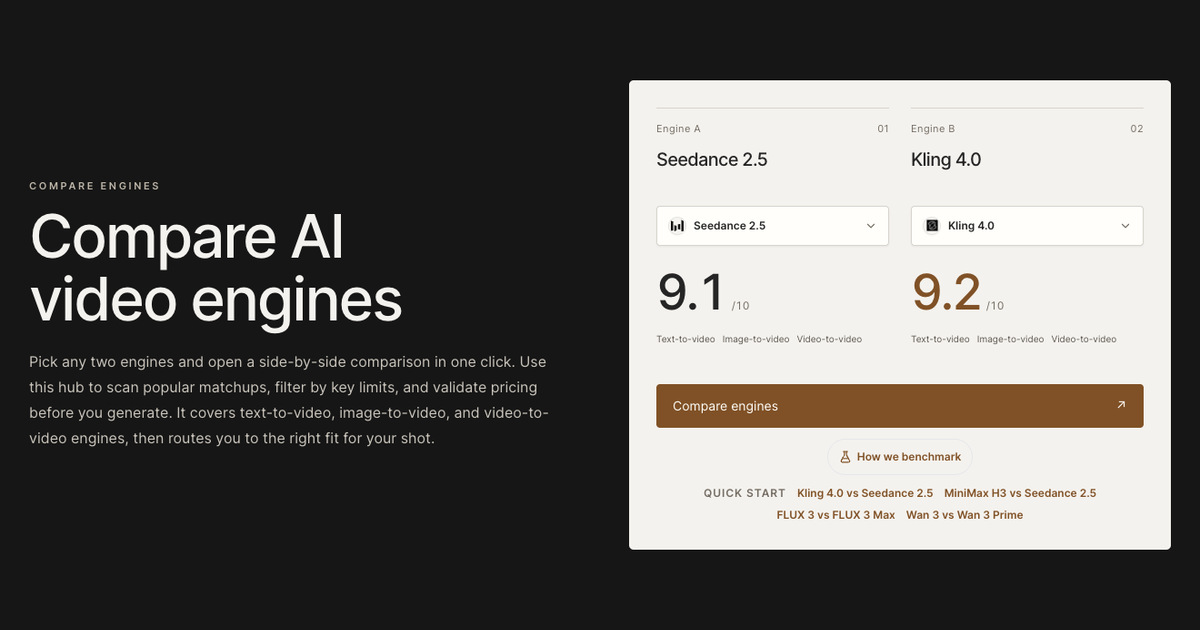 COMPARE ENGINES
Compare AI
video engines
Pick any two engines and open a side-by-side comparison in one click. Use
this hub to scan popular matchups, filter by key limits, and validate pricing
before you generate. It covers text-to-video, image-to-video, and video-to-
video engines, then routes you to the right fit for your shot.
Engine A 01
Seedance 2.5
Seedance 2.5
9.1 /10
Text-to-video Image-to-video Video-to-video
Engine B 02
Kling 4.0
Kling 4.0
9.2 /10
Text-to-video Image-to-video Video-to-video
Compare engines
How we benchmark
QUICK START Kling 4.0 vs Seedance 2.5 MiniMax H3 vs Seedance 2.5
FLUX 3 vs FLUX 3 Max Wan 3 vs Wan 3 Prime